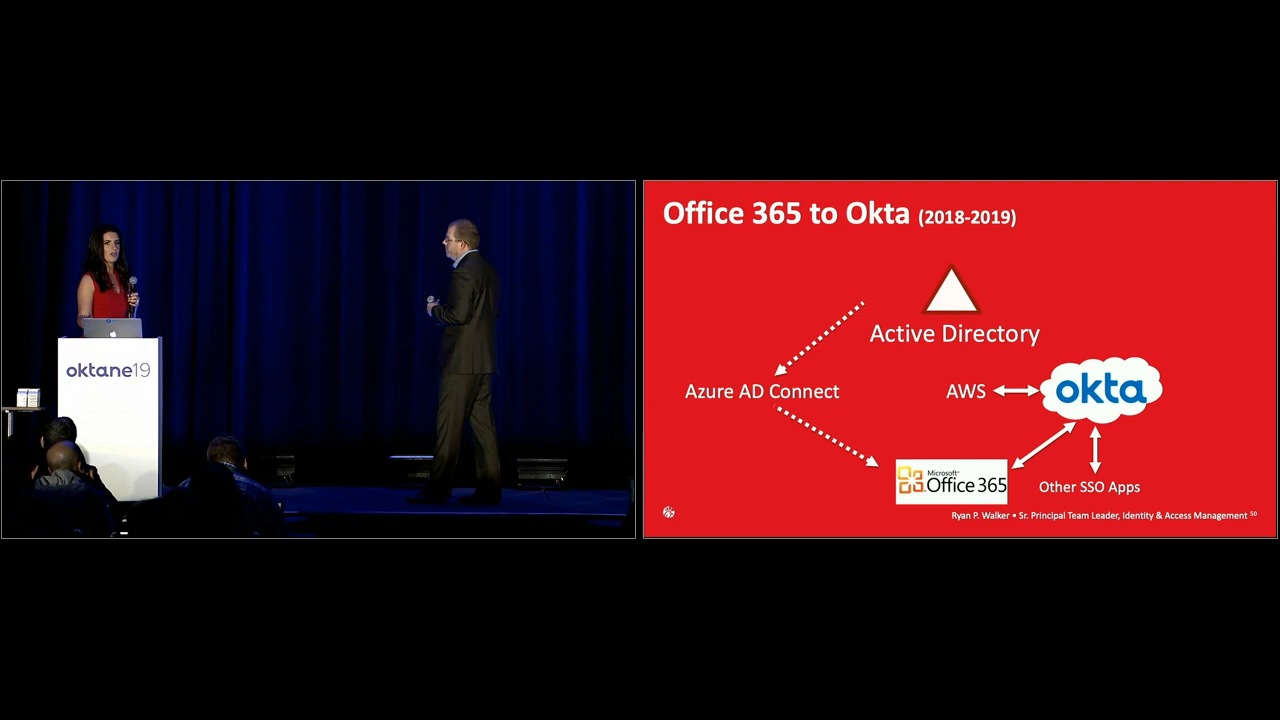 oktane19
Office 365 to Okta (2018-2019)
Active Directory
Azure AD Connect
AWS
okta
Microsoft®
Office 365
Other SSO Apps
Ryan P. Walker • Sr. Principal Team Leader, Identity & Access Management 50